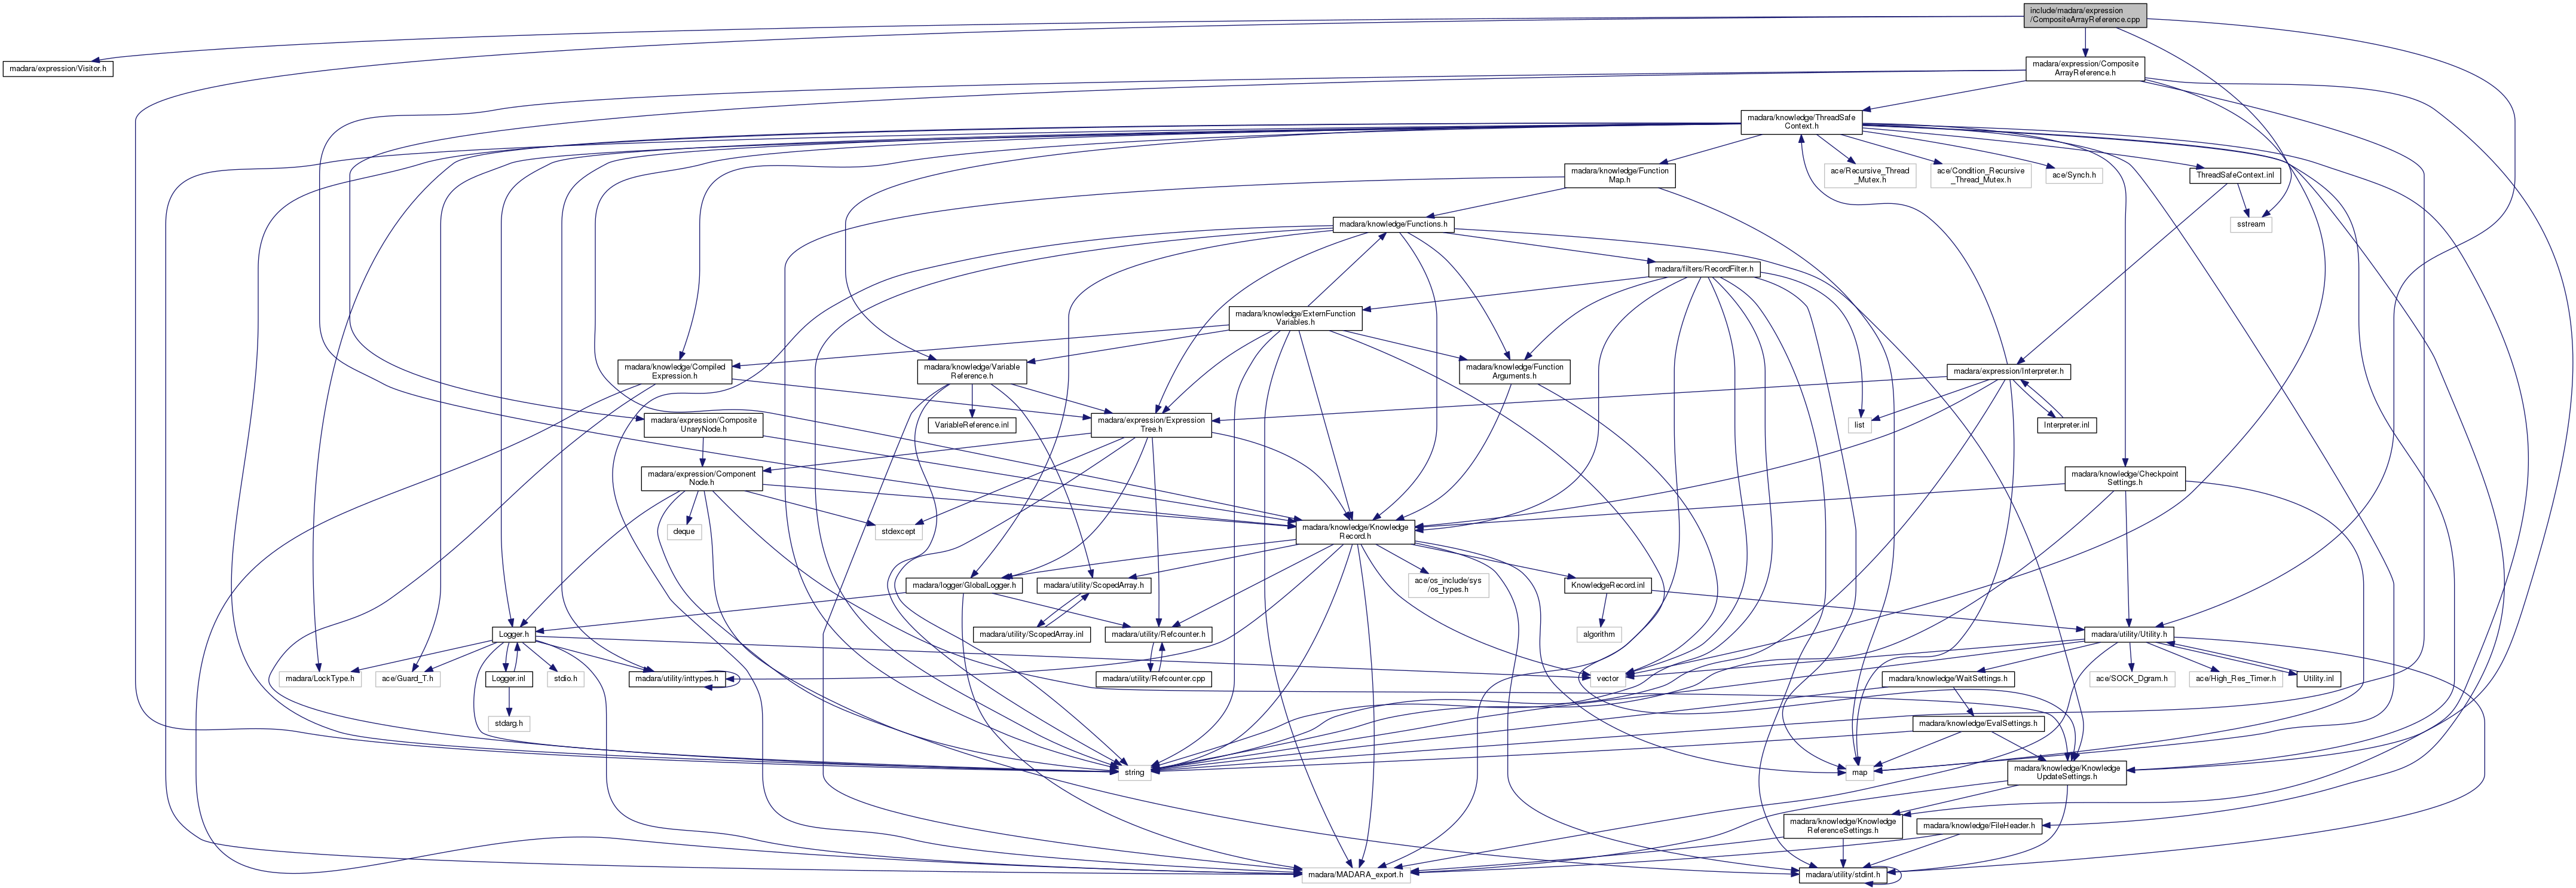 include/madara/expression
/CompositeArrayReference.cpp
madara/expression/Visitor.h
madara/expression/Composite
ArrayReference.h
madara/knowledge/ThreadSafe
Context.h
madara/knowledge/Function
Map.h
ace/Recursive_Thread
_Mutex.h
ace/Condition_Recursive
_Thread_Mutex.h
ace/Synch.h
ThreadSafeContext.inl
madara/knowledge/Functions.h
sstream
madara/filters/RecordFilter.h
madara/knowledge/ExternFunction
Variables.h
madara/knowledge/Compiled
Expression.h
madara/knowledge/Variable
Reference.h
madara/knowledge/Function
Arguments.h
madara/expression/Interpreter.h
madara/expression/Composite
UnaryNode.h
VariableReference.inl
madara/expression/Expression
Tree.h
list
Interpreter.inl
madara/expression/Component
Node.h
madara/knowledge/Checkpoint
Settings.h
deque
stdexcept
madara/knowledge/Knowledge
Record.h
madara/logger/GlobalLogger.h
madara/utility/ScopedArray.h
ace/os_include/sys
/os_types.h
KnowledgeRecord.inl
Logger.h
madara/utility/ScopedArray.inl
madara/utility/Refcounter.h
algorithm
madara/utility/Utility.h
madara/LockType.h
ace/Guard_T.h
Logger.inl
stdio.h
madara/utility/inttypes.h
madara/utility/Refcounter.cpp
vector
madara/knowledge/WaitSettings.h
ace/SOCK_Dgram.h
ace/High_Res_Timer.h
Utility.inl
stdarg.h
madara/knowledge/EvalSettings.h
string
map
madara/knowledge/Knowledge
UpdateSettings.h
madara/knowledge/Knowledge
ReferenceSettings.h
madara/knowledge/FileHeader.h
madara/MADARA_export.h
madara/utility/stdint.h